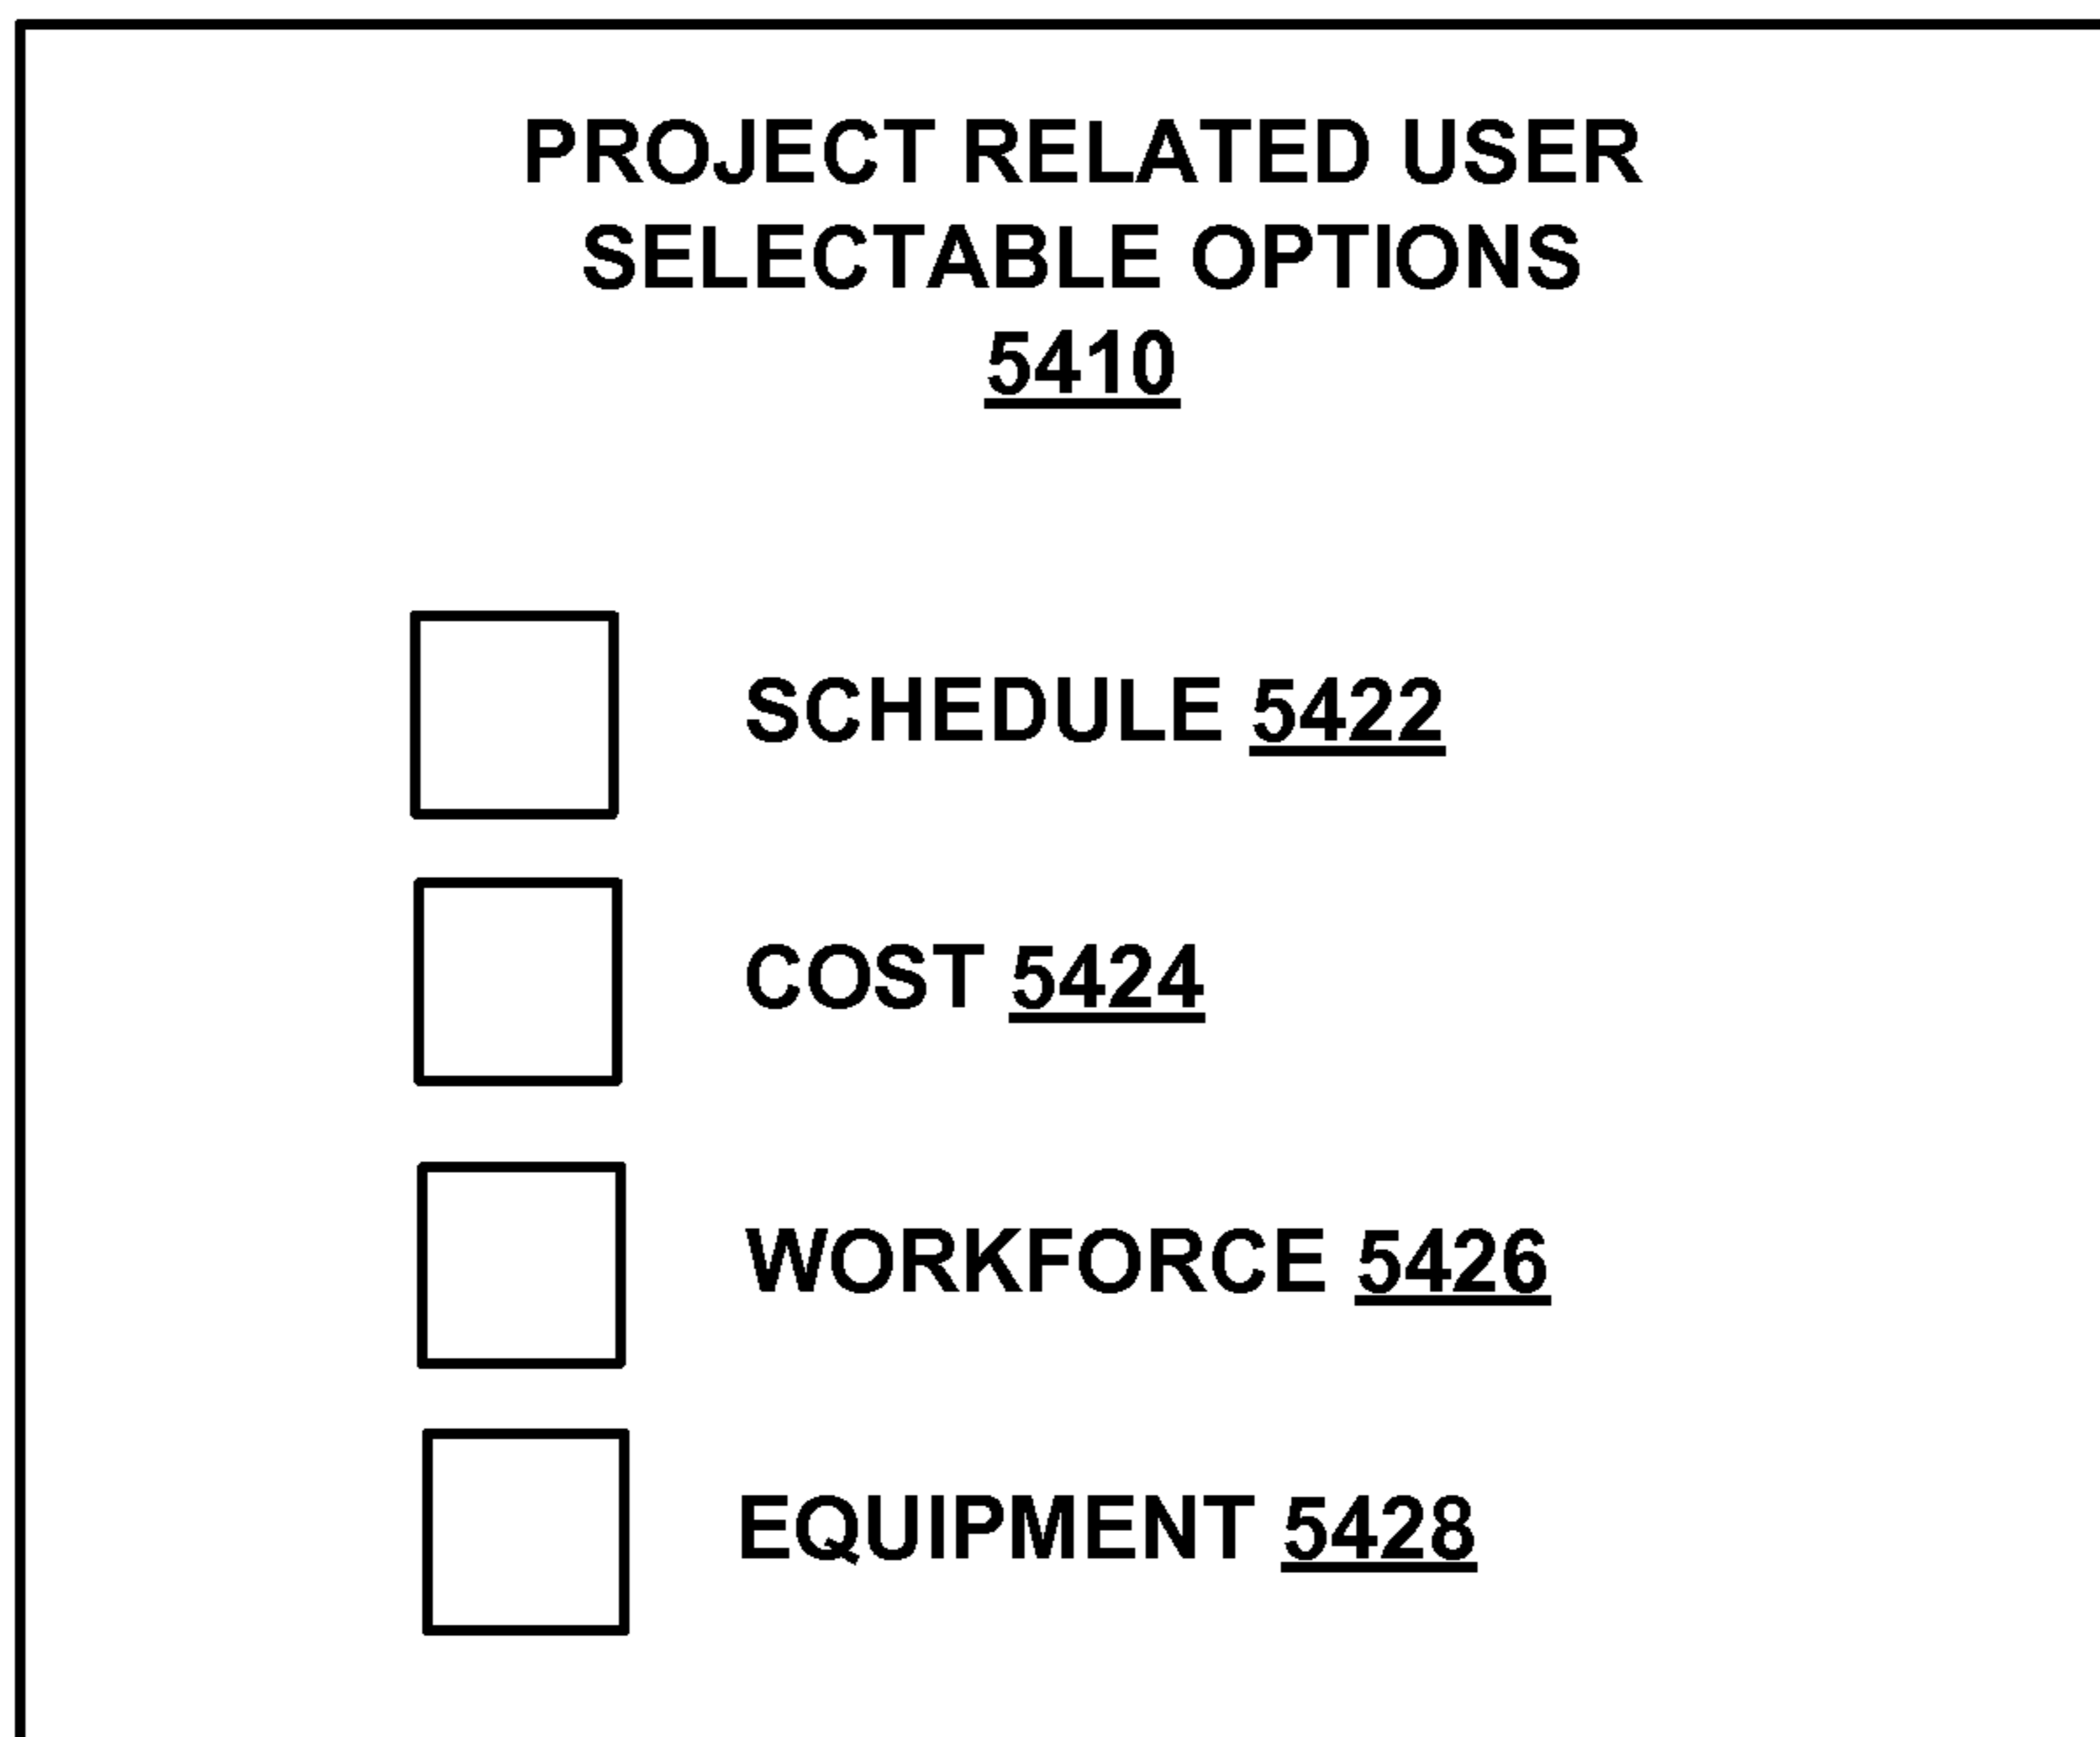 PROJECT RELATED USER
SELECTABLE OPTIONS
5410
SCHEDULE 5422
COST 5424
WORKFORCE 5426
EQUIPMENT 5428